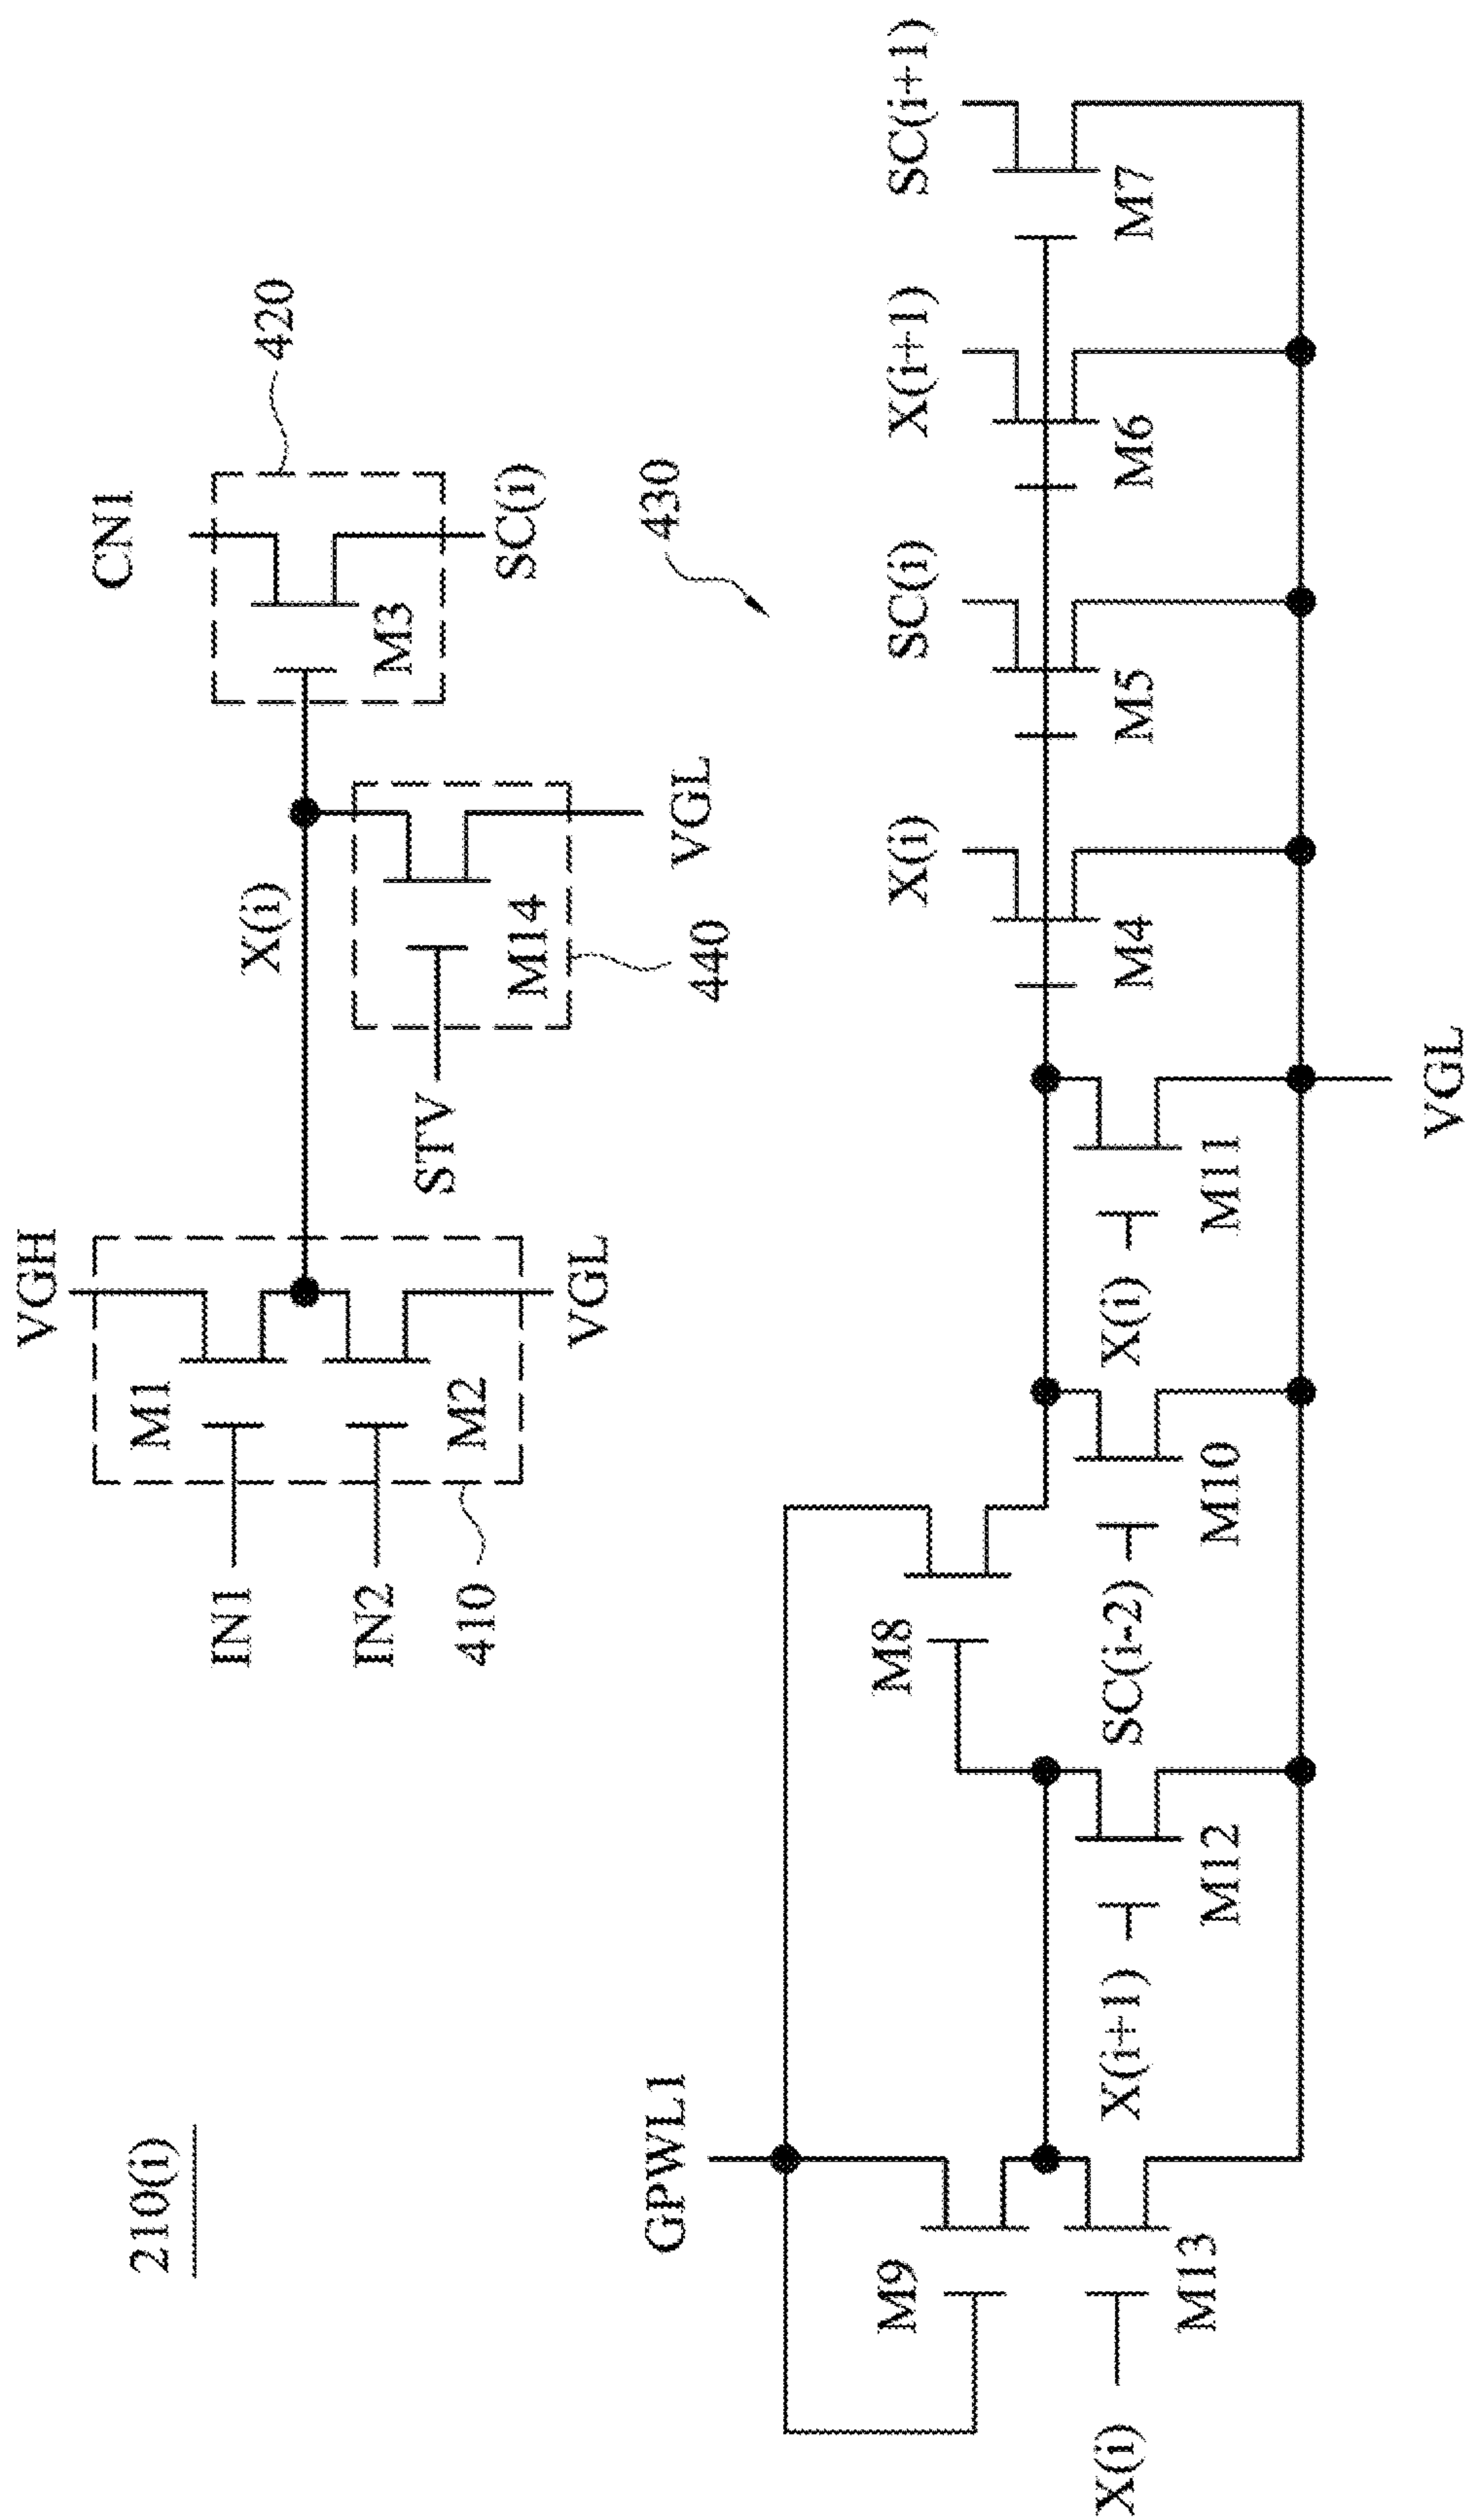 210(i)
VGH
IN1
M1
IN2
M2
VGL
410
X(i)
STV
M14
VGL
440
CN1
M3
SC(i)
420
430
GPWL1
M9
X(i)
M13
M8
X(i+1)
M12
SC(i-2)
M10
X(i)
M11
VGL
X(i)
M4
SC(i)
M5
X(i+1)
M6
SC(i+1)
M7